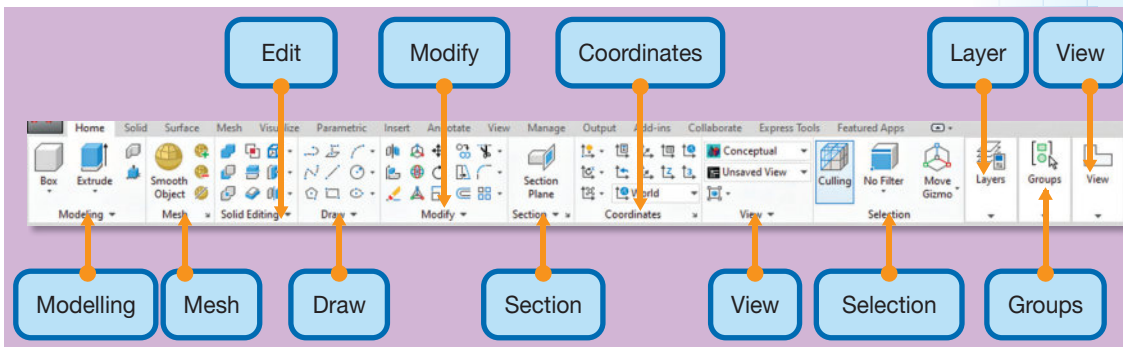 Edit Modify Coordinates Layer View
Home Solid Surface Mesh Visualize Parametric Insert Annotate View Manage Output Add-ins Collaborate Express Tools Featured Apps
Conceptual
Unsaved View
Box Extrude Smooth Object Section Plane World Culling No Filter Move Gizmo Layers Groups View
Modeling Mesh Solid Editing Draw Modify Section Coordinates View Selection
Modelling Mesh Draw Section View Selection Groups